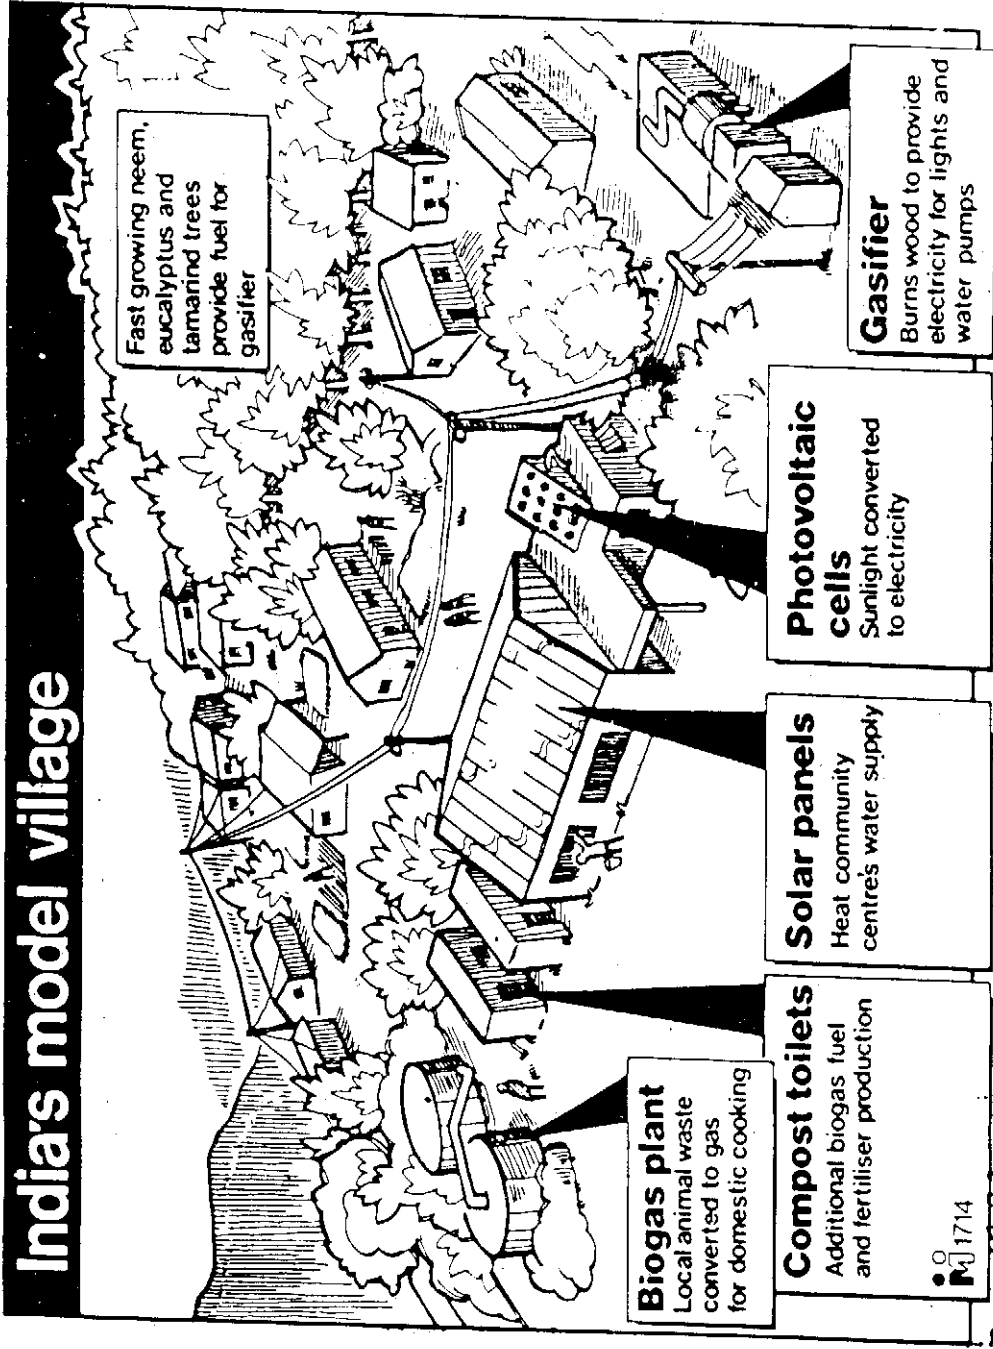 India's model village
Fast growing neem,
eucalyptus and
tamarind trees
provide fuel for
gasifier
Biogas plant
Local animal waste
converted to gas
for domestic cooking
Compost toilets
Additional biogas fuel
and fertiliser production
Solar panels
Heat community
centre's water supply
Photovoltaic
cells
Sunlight converted
to electricity
Gasifier
Burns wood to provide
electricity for lights and
water pumps
1714